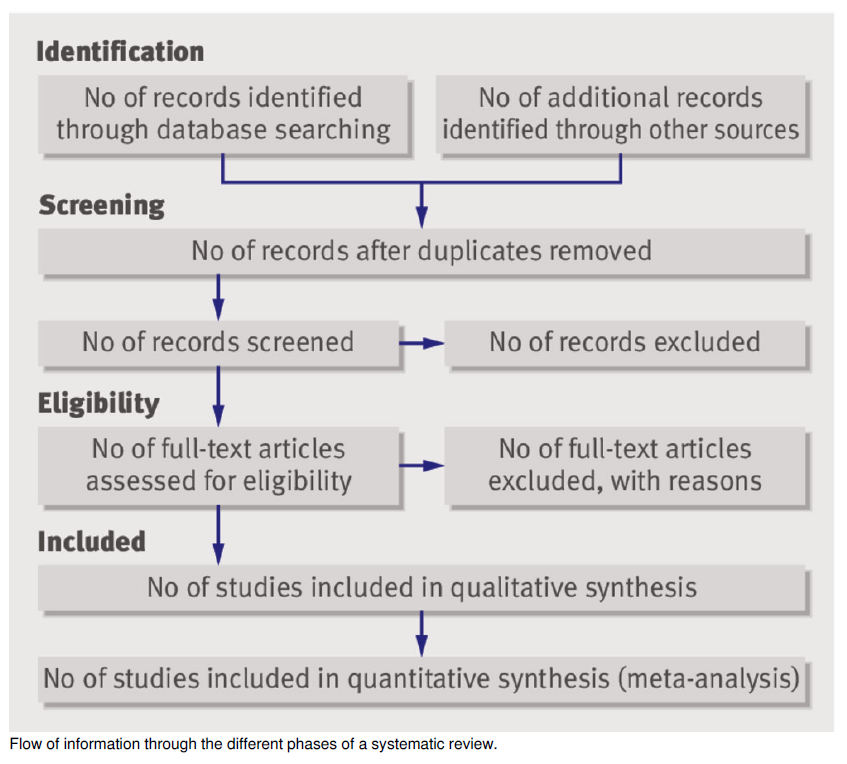 Identification
No of records identified
through database searching
No of additional records
identified through other sources
Screening
No of records after duplicates removed
No of records screened
No of records excluded
Eligibility
No of full-text articles
assessed for eligibility
No of full-text articles
excluded, with reasons
Included
No of studies included in qualitative synthesis
No of studies included in quantitative synthesis (meta-analysis)
Flow of information through the different phases of a systematic review.